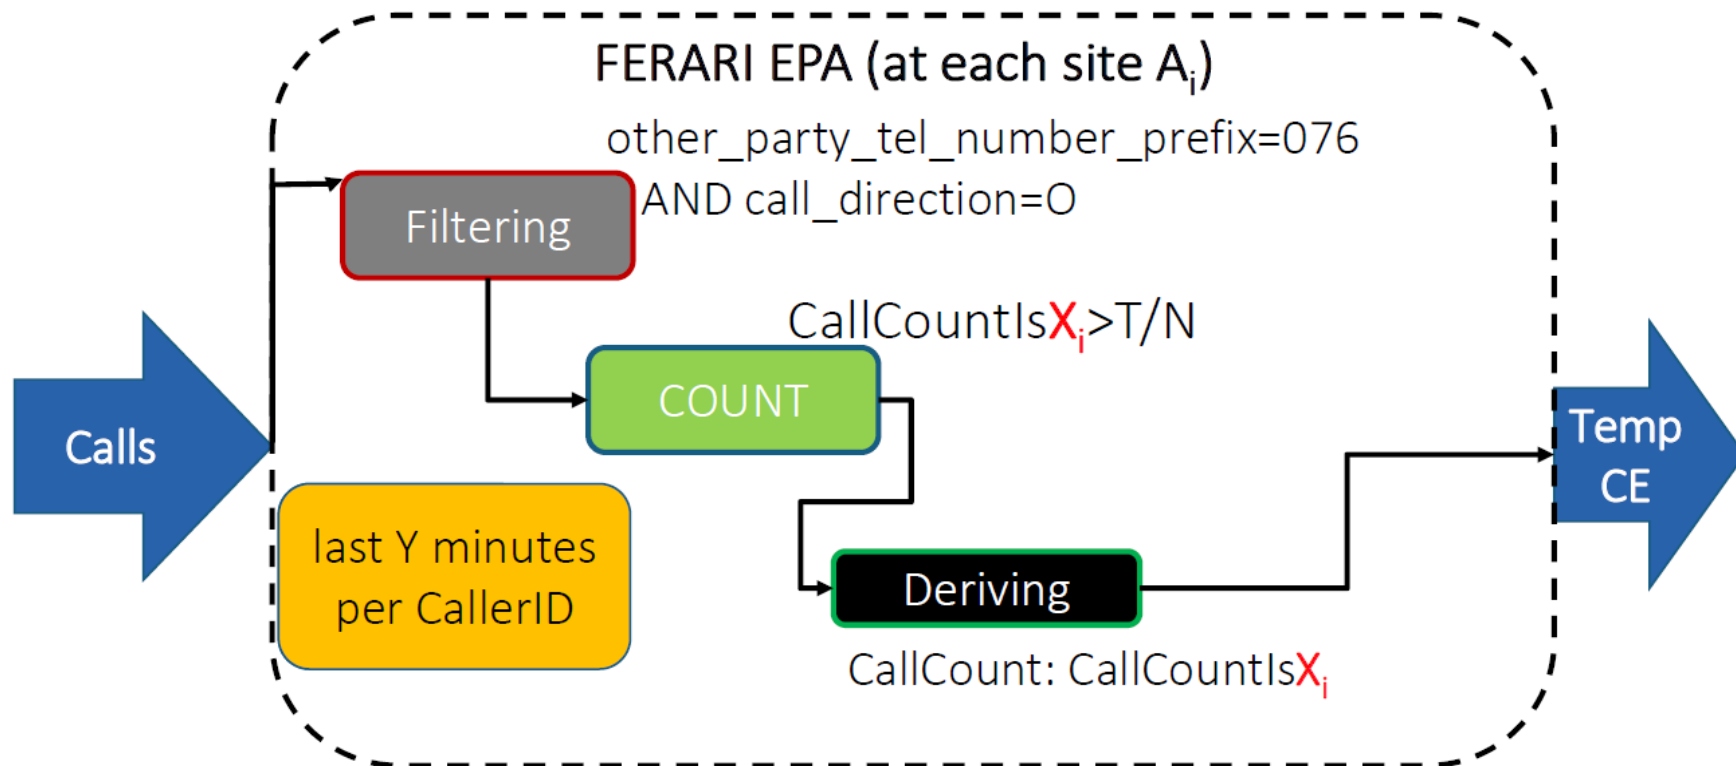 FERARI EPA (at each site Ai)
other_party_tel_number_prefix=076
AND call_direction=O
Filtering
CallCountIsXi>T/N
COUNT
Calls
Temp
CE
last Y minutes
per CallerID
Deriving
CallCount: CallCountIsXi